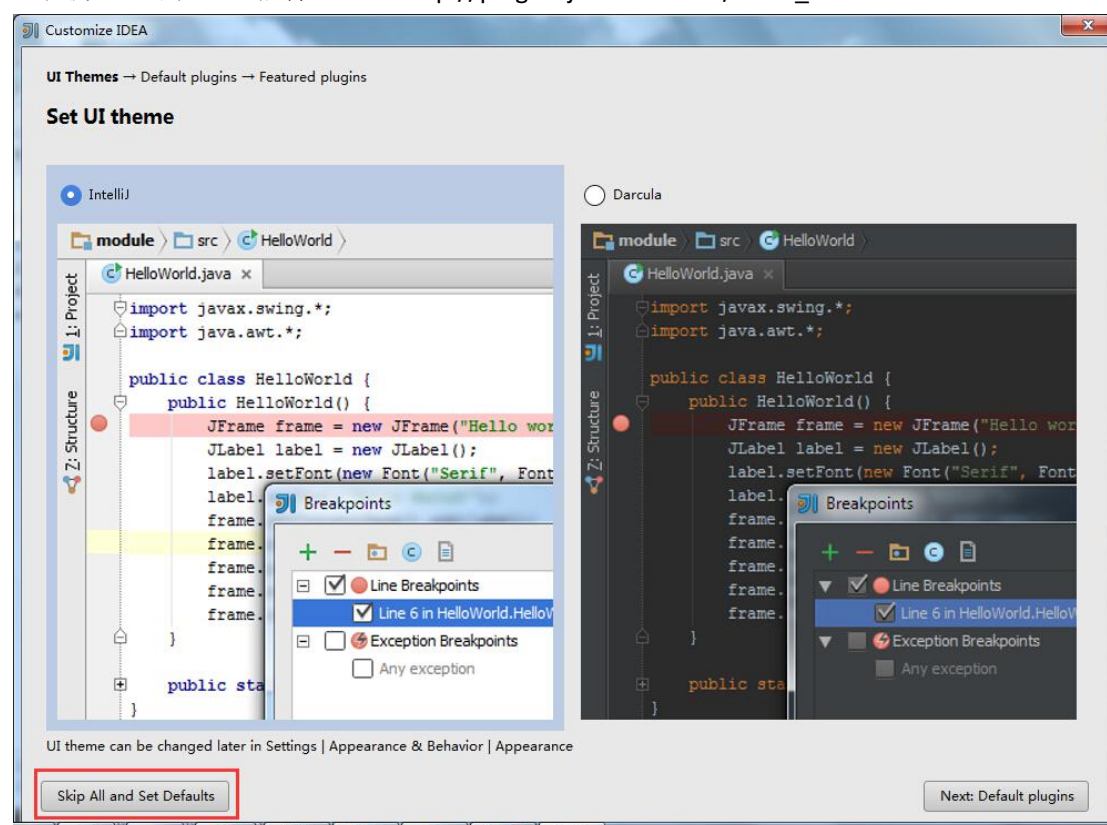 Customize IDEA
UI Themes → Default plugins → Featured plugins
Set UI theme
IntelliJ
module src HelloWorld
HelloWorld.java ×
1: Project
Z: Structure
import javax.swing.*;
import java.awt.*;
public class HelloWorld {
public HelloWorld() {
JFrame frame = new JFrame("Hello wor
JLabel label = new JLabel();
label.setFont(new Font("Serif", Font
label.
frame.
frame.
frame.
frame.
frame.
}
public sta
}
Breakpoints
Line Breakpoints
Line 6 in HelloWorld.HelloW
Exception Breakpoints
Any exception
Darcula
module src HelloWorld
HelloWorld.java ×
1: Project
Z: Structure
import javax.swing.*;
import java.awt.*;
public class HelloWorld {
public HelloWorld() {
JFrame frame = new JFrame("Hello wor
JLabel label = new JLabel();
label.setFont(new Font("Serif", Font
label.
frame.
frame.
frame.
frame.
frame.
}
public sta
}
Breakpoints
Line Breakpoints
Line 6 in HelloWorld.HelloW
Exception Breakpoints
Any exception
UI theme can be changed later in Settings | Appearance & Behavior | Appearance
Skip All and Set Defaults
Next: Default plugins